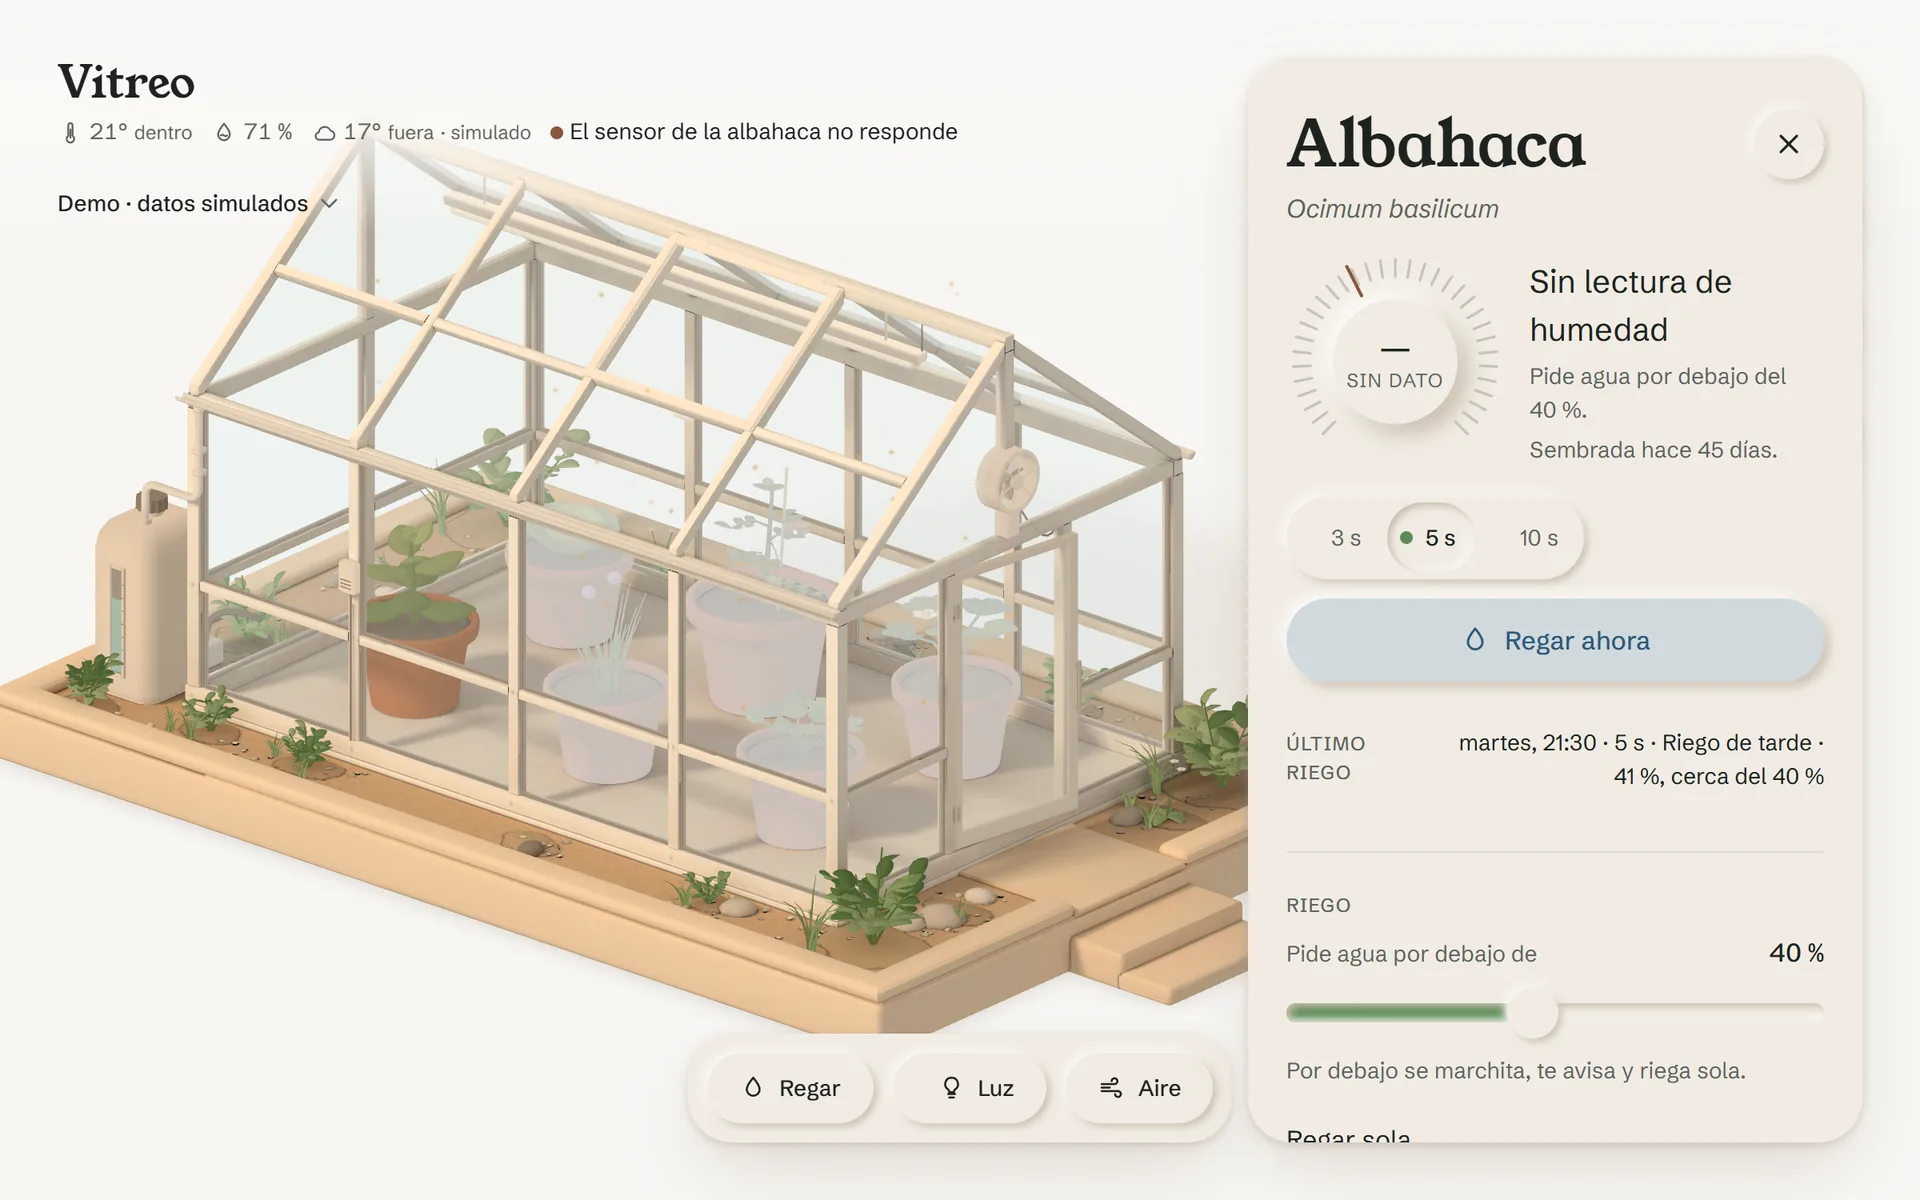 Vitreo
21° dentro 71 % 17° fuera · simulado El sensor de la albahaca no responde
Demo · datos simulados
Albahaca
Ocimum basilicum
—
SIN DATO
Sin lectura de
humedad
Pide agua por debajo del
40 %.
Sembrada hace 45 días.
3 s 5 s 10 s
Regar ahora
ÚLTIMO
RIEGO
martes, 21:30 · 5 s · Riego de tarde ·
41 %, cerca del 40 %
RIEGO
Pide agua por debajo de 40 %
Por debajo se marchita, te avisa y riega sola.
Regar sola
Regar Luz Aire